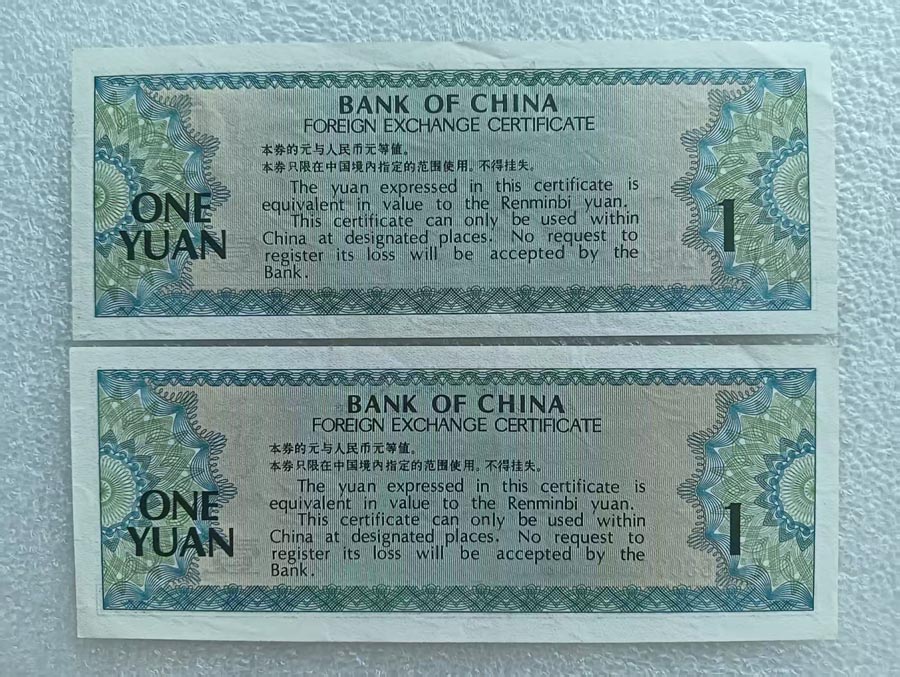 BANK OF CHINA
FOREIGN EXCHANGE CERTIFICATE
本券的元与人民币元等值。
本券只限在中国境内指定的范围使用。不得挂失。
The yuan expressed in this certificate is
equivalent in value to the Renminbi yuan.
This certificate can only be used within
China at designated places. No request to
register its loss will be accepted by the
Bank.
ONE
YUAN
1
BANK OF CHINA
FOREIGN EXCHANGE CERTIFICATE
本券的元与人民币元等值。
本券只限在中国境内指定的范围使用。不得挂失。
The yuan expressed in this certificate is
equivalent in value to the Renminbi yuan.
This certificate can only be used within
China at designated places. No request to
register its loss will be accepted by the
Bank.
ONE
YUAN
1